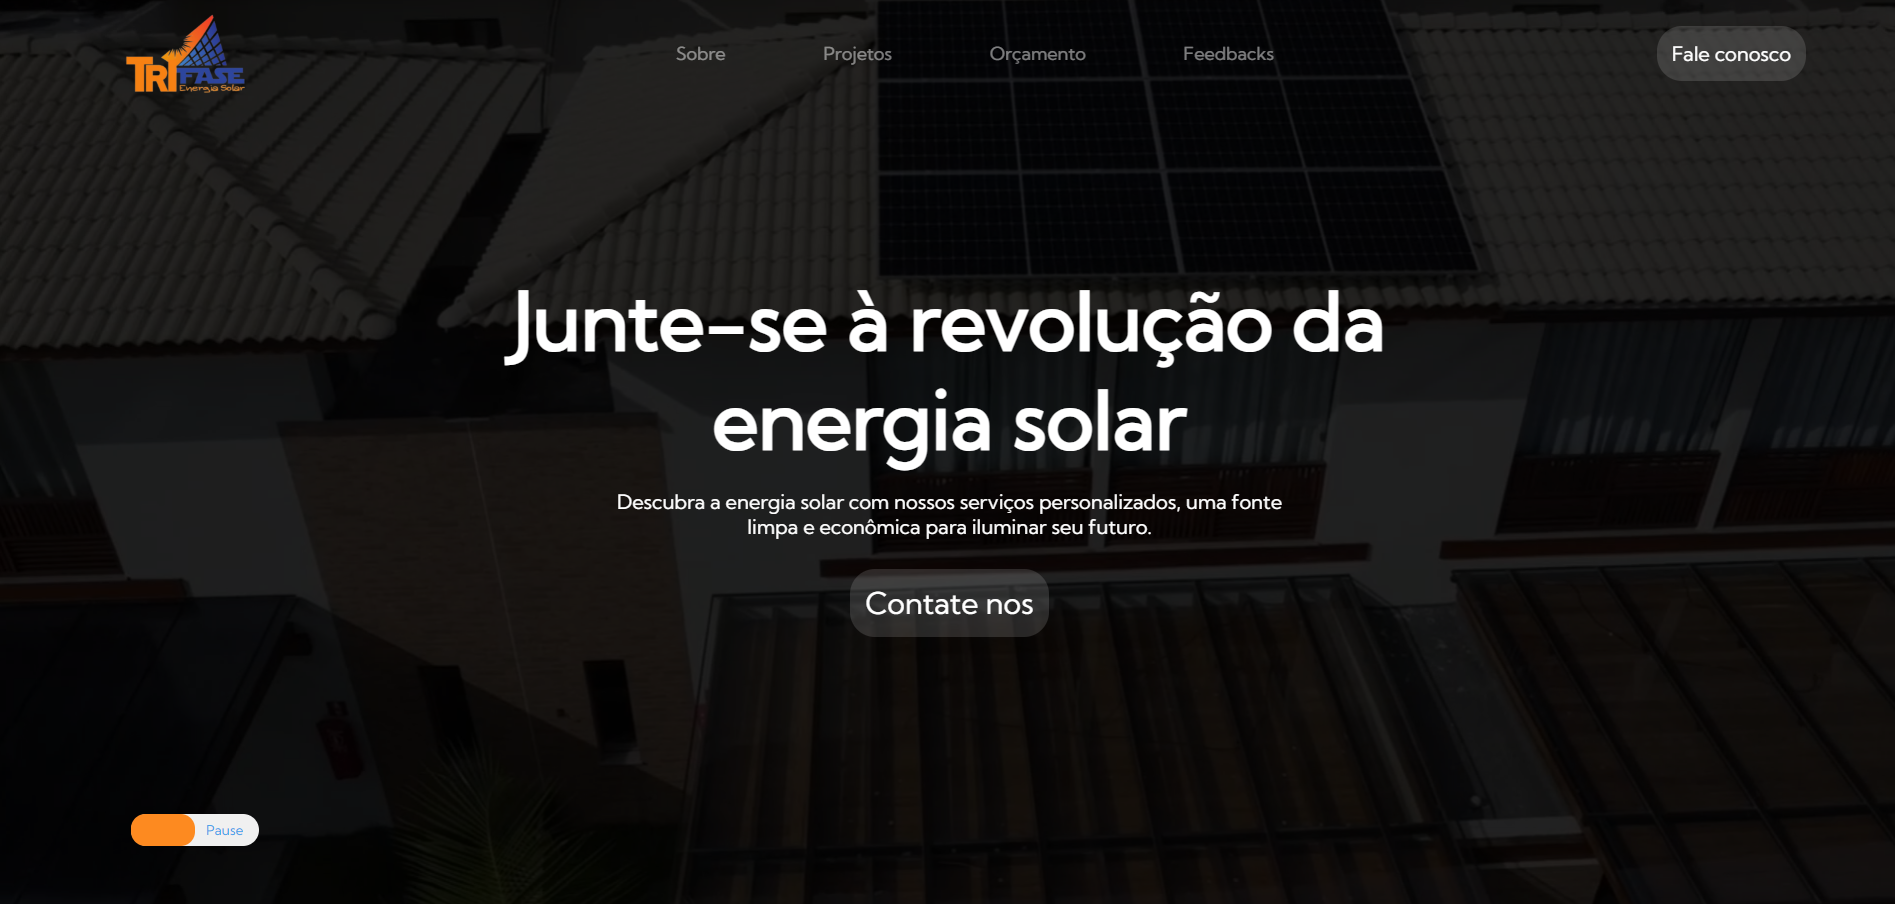 TRIFASE
Energia Solar
Sobre
Projetos
Orçamento
Feedbacks
Fale conosco
Junte-se à revolução da
energia solar
Descubra a energia solar com nossos serviços personalizados, uma fonte
limpa e econômica para iluminar seu futuro.
Contate nos
Pause